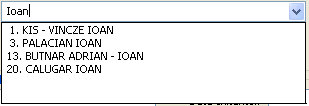 Ioan
1. KIS - VINCZE IOAN
3. PALACIAN IOAN
13. BUTNAR ADRIAN - IOAN
20. CALUGAR IOAN